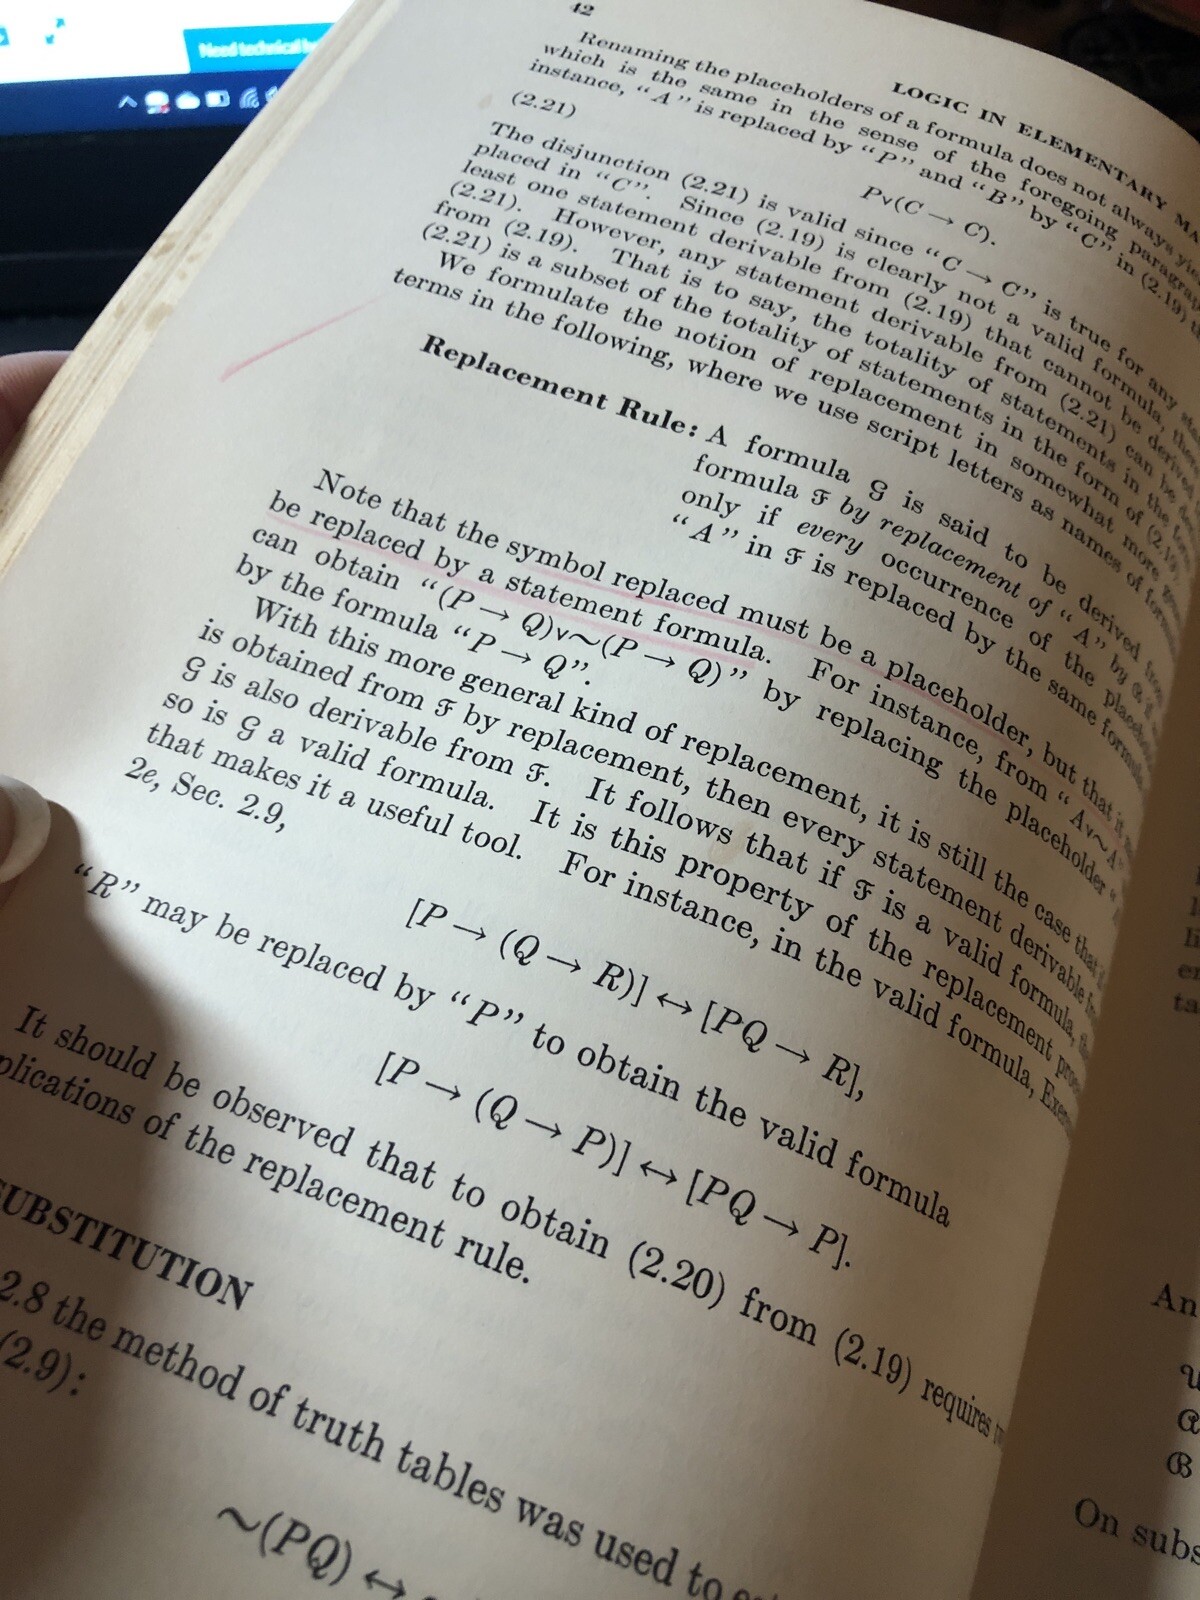 Need technical
42
LOGIC IN ELEMENTARY MA
Renaming the placeholders of a formula does not always
which is the same in the sense of the foregoing
instance, “A” is replaced by “P” and “B” by “C” in (2.19)
(2.21)
Pv(C → C).
The disjunction (2.21) is valid since “C → C” is true for any
placed in “C”. Since (2.19) is clearly not a valid formula,
least one statement derivable from (2.19) that cannot be derived
(2.21). However, any statement derivable from (2.21) can be
from (2.19). That is to say, the totality of statements in the
(2.21) is a subset of the totality of statements in the form of
We formulate the notion of replacement in somewhat more
terms in the following, where we use script letters as names of
Replacement Rule: A formula 𝒢 is said to be derived from
formula ℱ by replacement of “A” by
only if every occurrence of the
“A” in ℱ is replaced by the same
Note that the symbol replaced must be a placeholder, but that it
be replaced by a statement formula. For instance, from “Av∼A”
can obtain “(P → Q)v∼(P → Q)” by replacing the placeholder
by the formula “P → Q”.
With this more general kind of replacement, it is still the case that
is obtained from ℱ by replacement, then every statement derivable
𝒢 is also derivable from ℱ. It follows that if ℱ is a valid formula,
so is 𝒢 a valid formula. It is this property of the replacement
that makes it a useful tool. For instance, in the valid formula,
2e, Sec. 2.9,
[P → (Q → R)] ↔ [PQ → R],
“R” may be replaced by “P” to obtain the valid formula
[P → (Q → P)] ↔ [PQ → P].
It should be observed that to obtain (2.20) from (2.19) requires
plications of the replacement rule.
SUBSTITUTION
2.8 the method of truth tables was used to
(2.9):
∼(PQ) ↔
An
𝒰
𝒜
ℬ
On subs